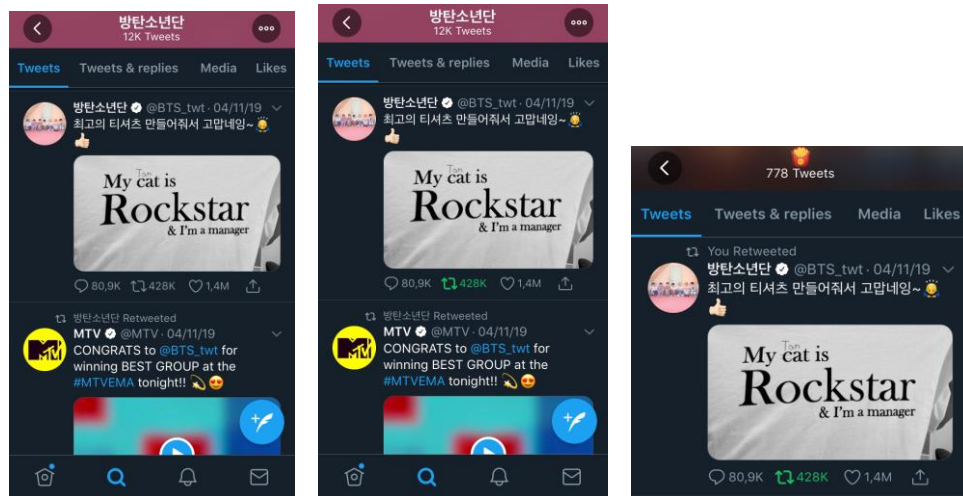 방탄소년단
12K Tweets
Tweets Tweets & replies Media Likes
방탄소년단 @BTS_twt · 04/11/19
최고의 티셔츠 만들어줘서 고맙네잉~
My cat is
Tan
Rockstar
& I'm a manager
80,9K 428K 1,4M
방탄소년단 Retweeted
MTV @MTV · 04/11/19
CONGRATS to @BTS_twt for
winning BEST GROUP at the
#MTVEMA tonight!!
방탄소년단
12K Tweets
Tweets Tweets & replies Media Likes
방탄소년단 @BTS_twt · 04/11/19
최고의 티셔츠 만들어줘서 고맙네잉~
My cat is
Tan
Rockstar
& I'm a manager
80,9K 428K 1,4M
방탄소년단 Retweeted
MTV @MTV · 04/11/19
CONGRATS to @BTS_twt for
winning BEST GROUP at the
#MTVEMA tonight!!
778 Tweets
Tweets Tweets & replies Media Likes
You Retweeted
방탄소년단 @BTS_twt · 04/11/19
최고의 티셔츠 만들어줘서 고맙네잉~
My cat is
Tan
Rockstar
& I'm a manager
80,9K 428K 1,4M